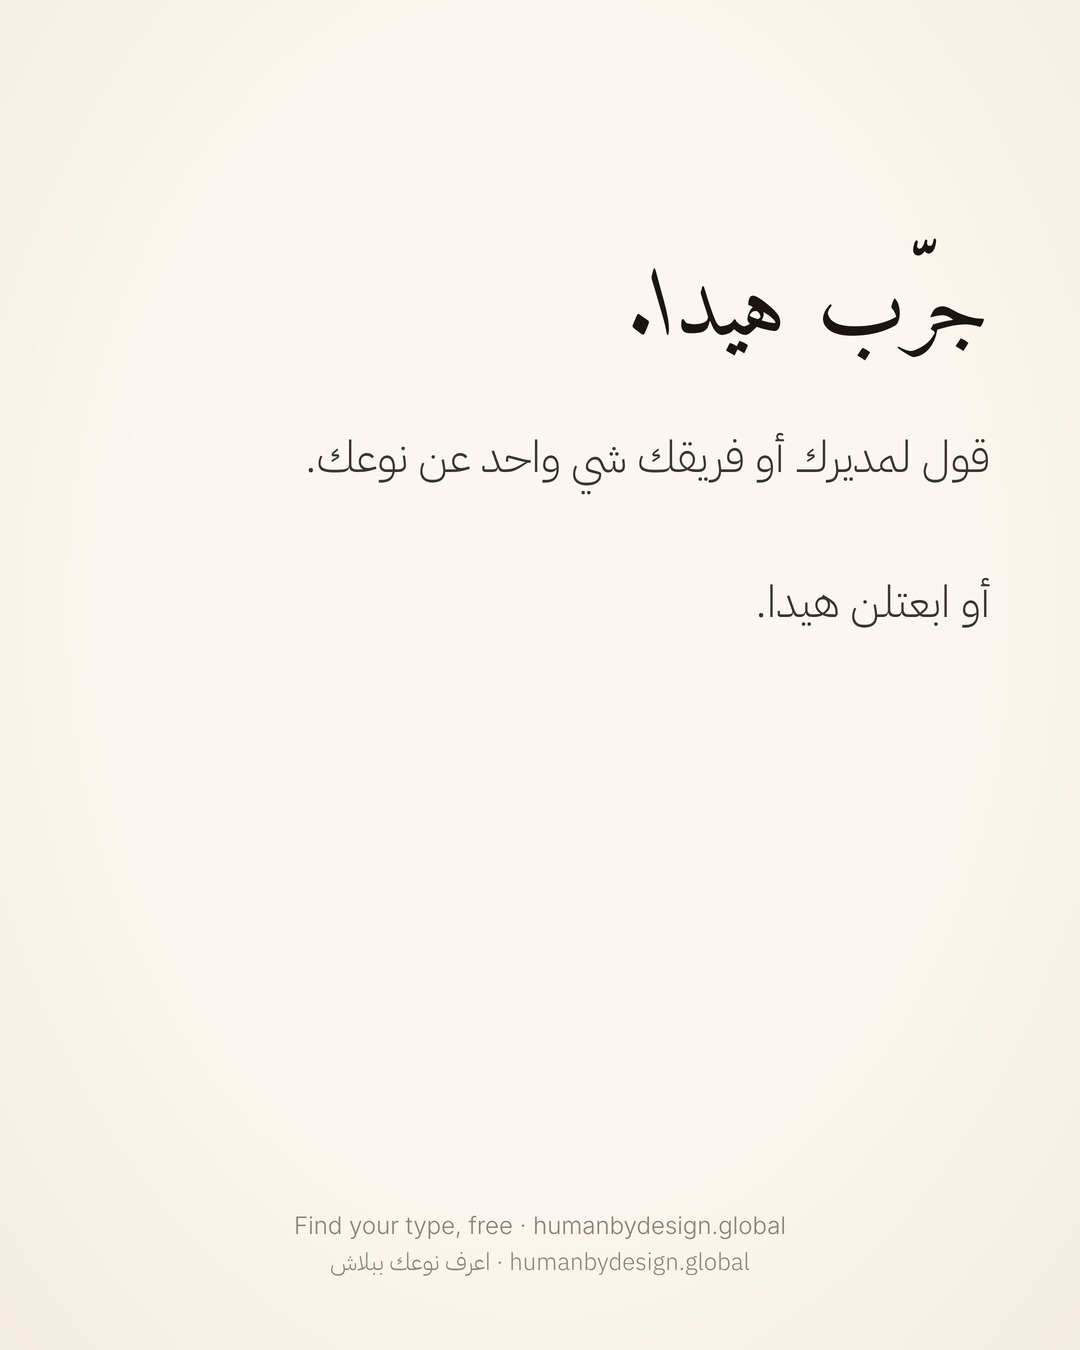 جرّب هيدا.
قول لمديرك أو فريقك شي واحد عن نوعك.
أو ابعتلن هيدا.
Find your type, free · humanbydesign.global
اعرف نوعك ببلاش · humanbydesign.global